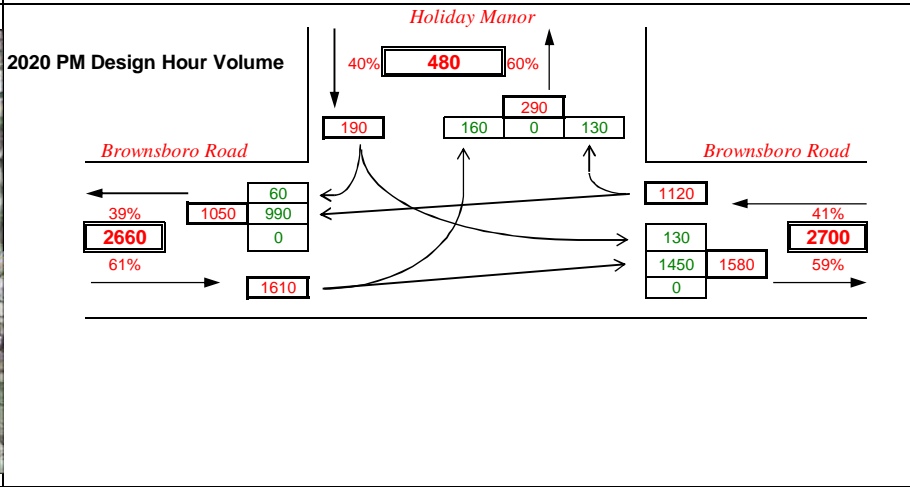 Holiday Manor
2020 PM Design Hour Volume
40% 480 60%
290
190 160 0 130
Brownsboro Road Brownsboro Road
60 1120
39% 1050 990 41%
2660 0 130 2700
61% 1450 1580 59%
1610 0